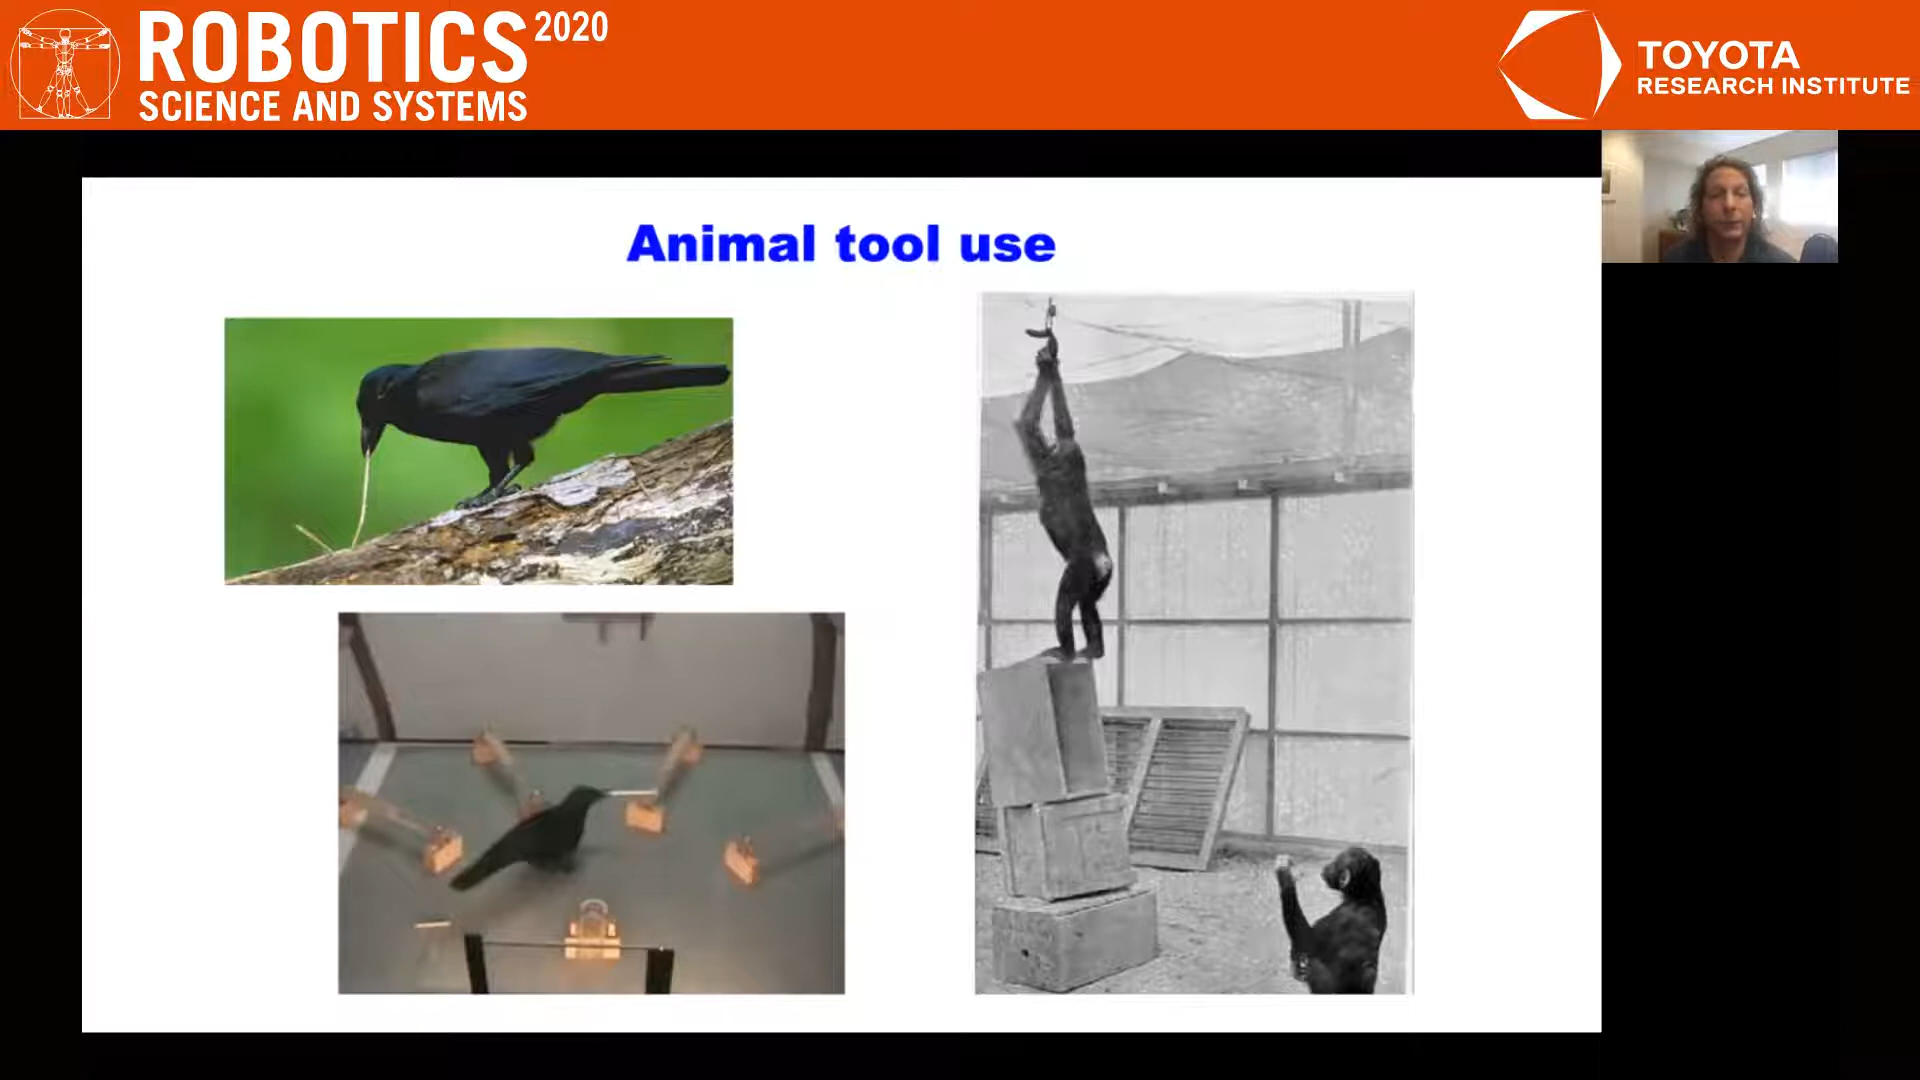 ROBOTICS 2020
SCIENCE AND SYSTEMS
TOYOTA
RESEARCH INSTITUTE
Animal tool use